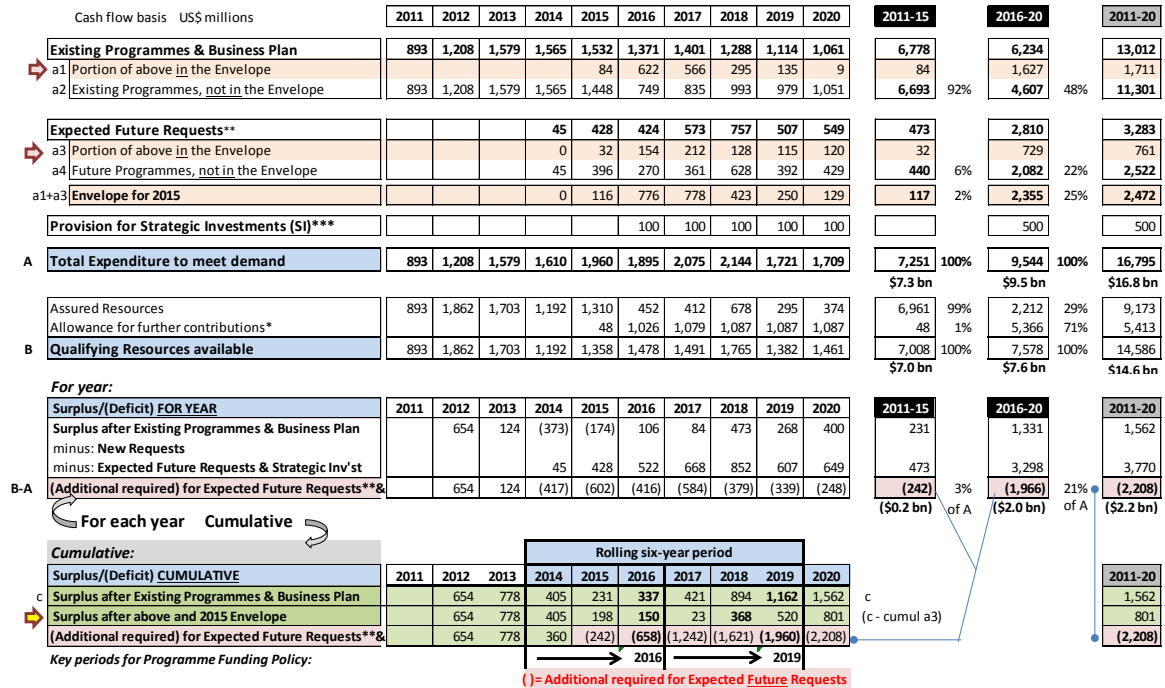 Cash flow basis US$ millions 2011 2012 2013 2014 2015 2016 2017 2018 2019 2020 2011-15 2016-20 2011-20
Existing Programmes & Business Plan 893 1,208 1,579 1,565 1,532 1,371 1,401 1,288 1,114 1,061 6,778 6,234 13,012
a1 Portion of above in the Envelope 84 622 566 295 135 9 84 1,627 1,711
a2 Existing Programmes, not in the Envelope 893 1,208 1,579 1,565 1,448 749 835 993 979 1,051 6,693 92% 4,607 48% 11,301
Expected Future Requests** 45 428 424 573 757 507 549 473 2,810 3,283
a3 Portion of above in the Envelope 0 32 154 212 128 115 120 32 729 761
a4 Future Programmes, not in the Envelope 45 396 270 361 628 392 429 440 6% 2,082 22% 2,522
a1+a3 Envelope for 2015 0 116 776 778 423 250 129 117 2% 2,355 25% 2,472
Provision for Strategic Investments (SI)*** 100 100 100 100 100 500 500
A Total Expenditure to meet demand 893 1,208 1,579 1,610 1,960 1,895 2,075 2,144 1,721 1,709 7,251 100% 9,544 100% 16,795
$7.3 bn $9.5 bn $16.8 bn
Assured Resources 893 1,862 1,703 1,192 1,310 452 412 678 295 374 6,961 99% 2,212 29% 9,173
Allowance for further contributions* 48 1,026 1,079 1,087 1,087 1,087 48 1% 5,366 71% 5,413
B Qualifying Resources available 893 1,862 1,703 1,192 1,358 1,478 1,491 1,765 1,382 1,461 7,008 100% 7,578 100% 14,586
$7.0 bn $7.6 bn $14.6 bn
For year:
Surplus/(Deficit) FOR YEAR 2011 2012 2013 2014 2015 2016 2017 2018 2019 2020 2011-15 2016-20 2011-20
Surplus after Existing Programmes & Business Plan 654 124 (373) (174) 106 84 473 268 400 231 1,331 1,562
minus: New Requests
minus: Expected Future Requests & Strategic Inv'st 45 428 522 668 852 607 649 473 3,298 3,770
B-A (Additional required) for Expected Future Requests**& 654 124 (417) (602) (416) (584) (379) (339) (248) (242) 3% (1,966) 21% (2,208)
($0.2 bn) of A ($2.0 bn) of A ($2.2 bn)
For each year Cumulative
Cumulative: Rolling six-year period
Surplus/(Deficit) CUMULATIVE 2011 2012 2013 2014 2015 2016 2017 2018 2019 2020 2011-20
c Surplus after Existing Programmes & Business Plan 654 778 405 231 337 421 894 1,162 1,562 c 1,562
Surplus after above and 2015 Envelope 654 778 405 198 150 23 368 520 801 (c - cumul a3) 801
(Additional required) for Expected Future Requests**& 654 778 360 (242) (658) (1,242) (1,621) (1,960) (2,208) (2,208)
Key periods for Programme Funding Policy: 2016 2019
( )= Additional required for Expected Future Requests